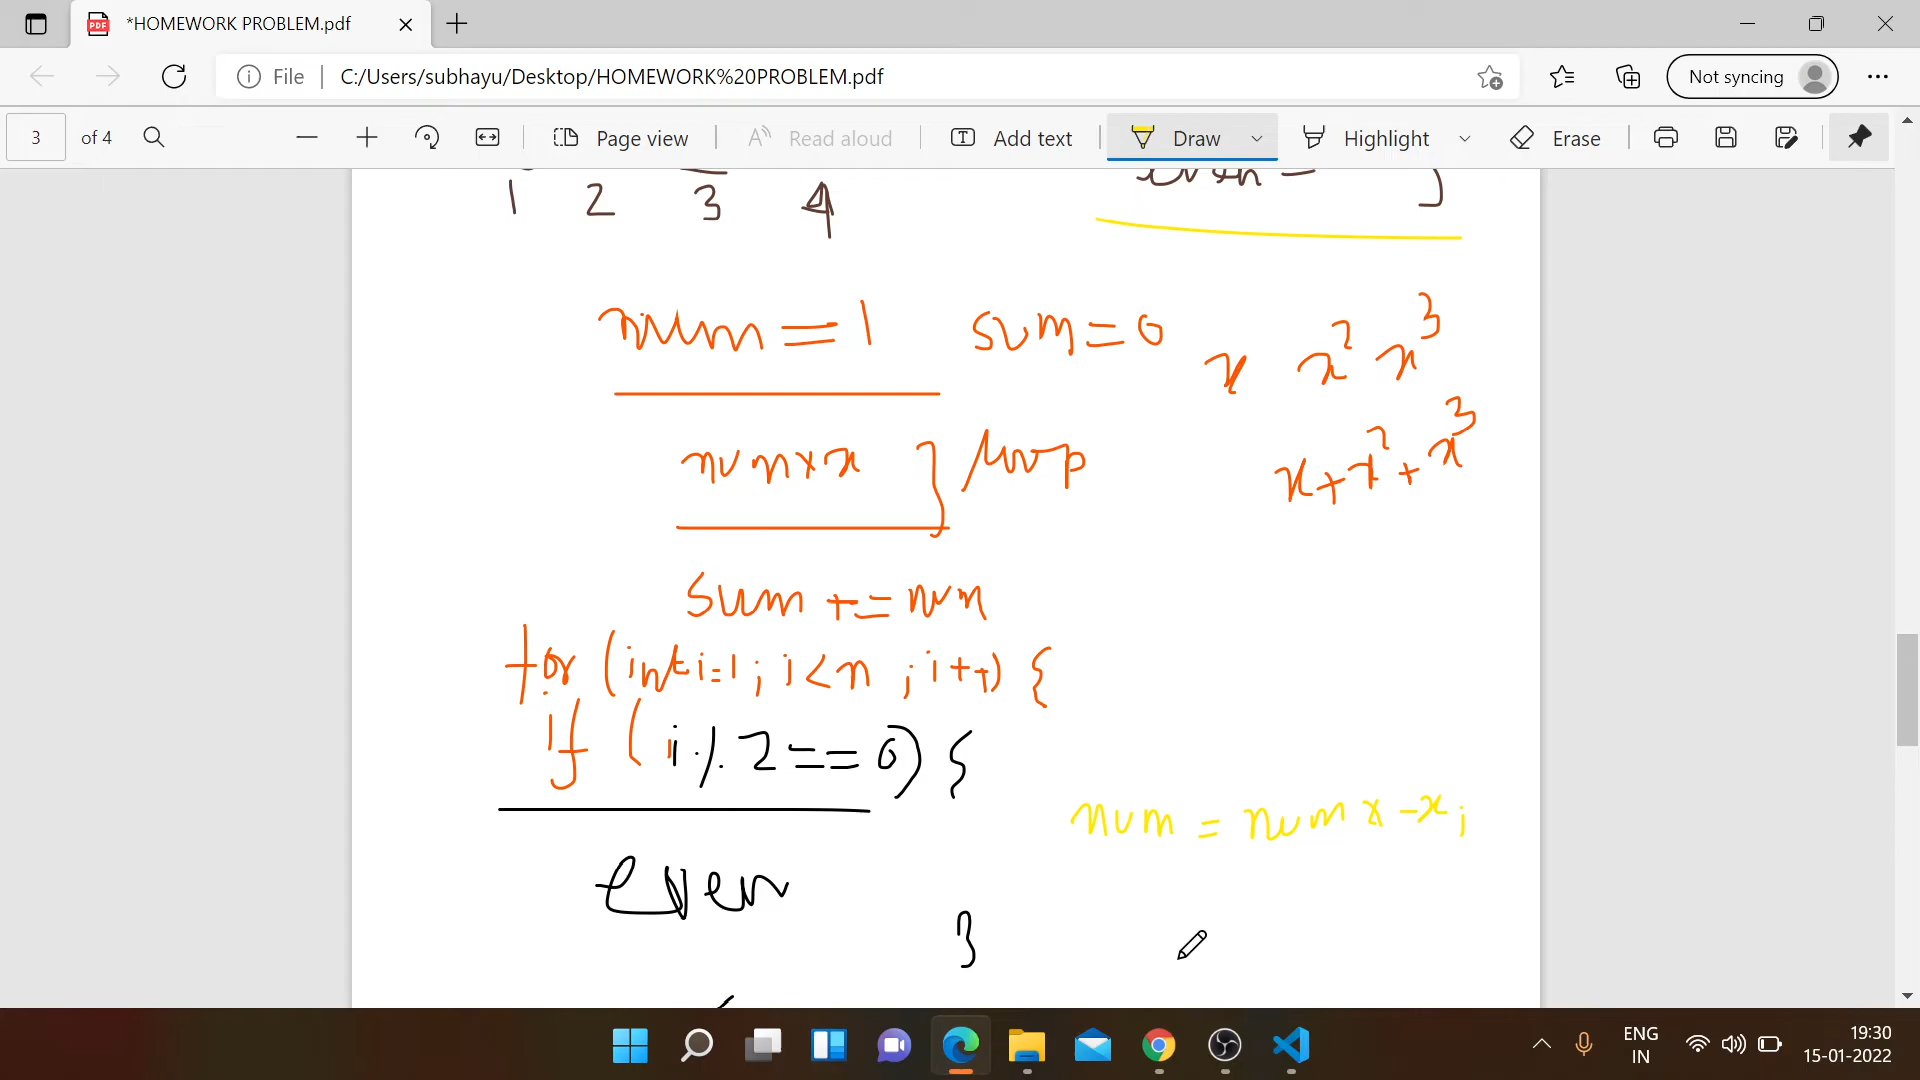 *HOMEWORK PROBLEM.pdf
File C:/Users/subhayu/Desktop/HOMEWORK%20PROBLEM.pdf Not syncing
3 of 4 Page view Read aloud Add text Draw Highlight Erase
1 2 3 4
num = 1 sum = 0 x x² x³
num × x } loop x + x² + x³
sum += num
for (int i=1; i<n ; i++) {
if ( i % 2 == 0) {
num = num × -x ;
even
}
ENG 19:30
IN 15-01-2022